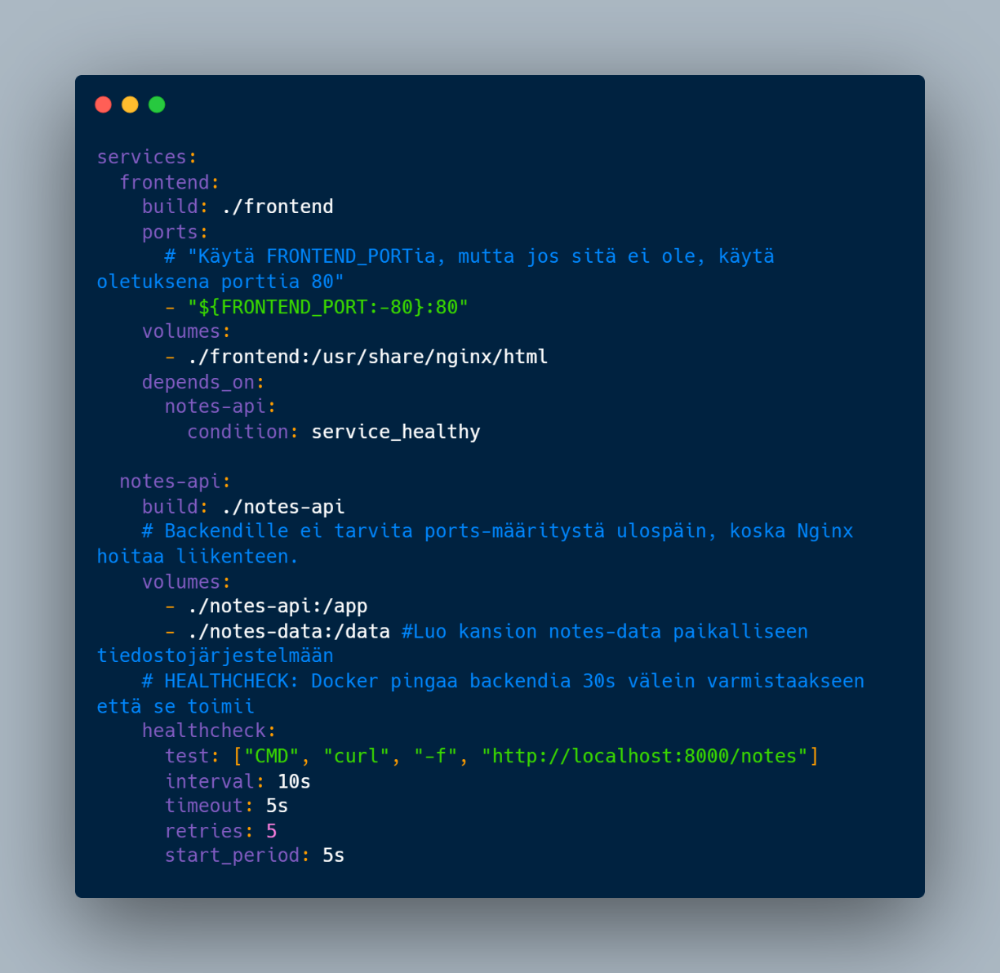 services:
  frontend:
    build: ./frontend
    ports:
      # "Käytä FRONTEND_PORTia, mutta jos sitä ei ole, käytä
oletuksena porttia 80"
      - "${FRONTEND_PORT:-80}:80"
    volumes:
      - ./frontend:/usr/share/nginx/html
    depends_on:
      notes-api:
        condition: service_healthy

  notes-api:
    build: ./notes-api
    # Backendille ei tarvita ports-määritystä ulospäin, koska Nginx
hoitaa liikenteen.
    volumes:
      - ./notes-api:/app
      - ./notes-data:/data #Luo kansion notes-data paikalliseen
tiedostojärjestelmään
    # HEALTHCHECK: Docker pingaa backendia 30s välein varmistaakseen
että se toimii
    healthcheck:
      test: ["CMD", "curl", "-f", "http://localhost:8000/notes"]
      interval: 10s
      timeout: 5s
      retries: 5
      start_period: 5s